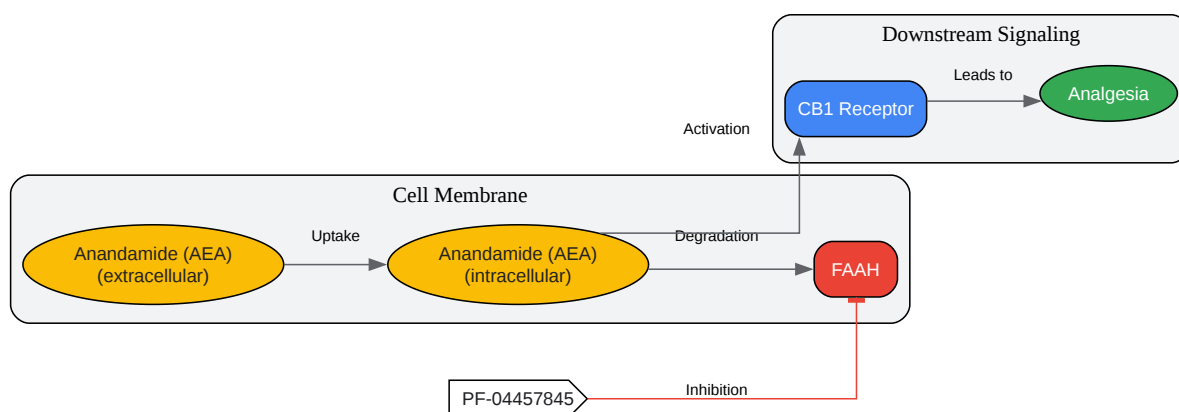 Downstream Signaling
Leads to
CB1 Receptor
Analgesia
Activation
Cell Membrane
Uptake
Degradation
Anandamide (AEA)
(extracellular)
Anandamide (AEA)
(intracellular)
FAAH
PF-04457845
Inhibition